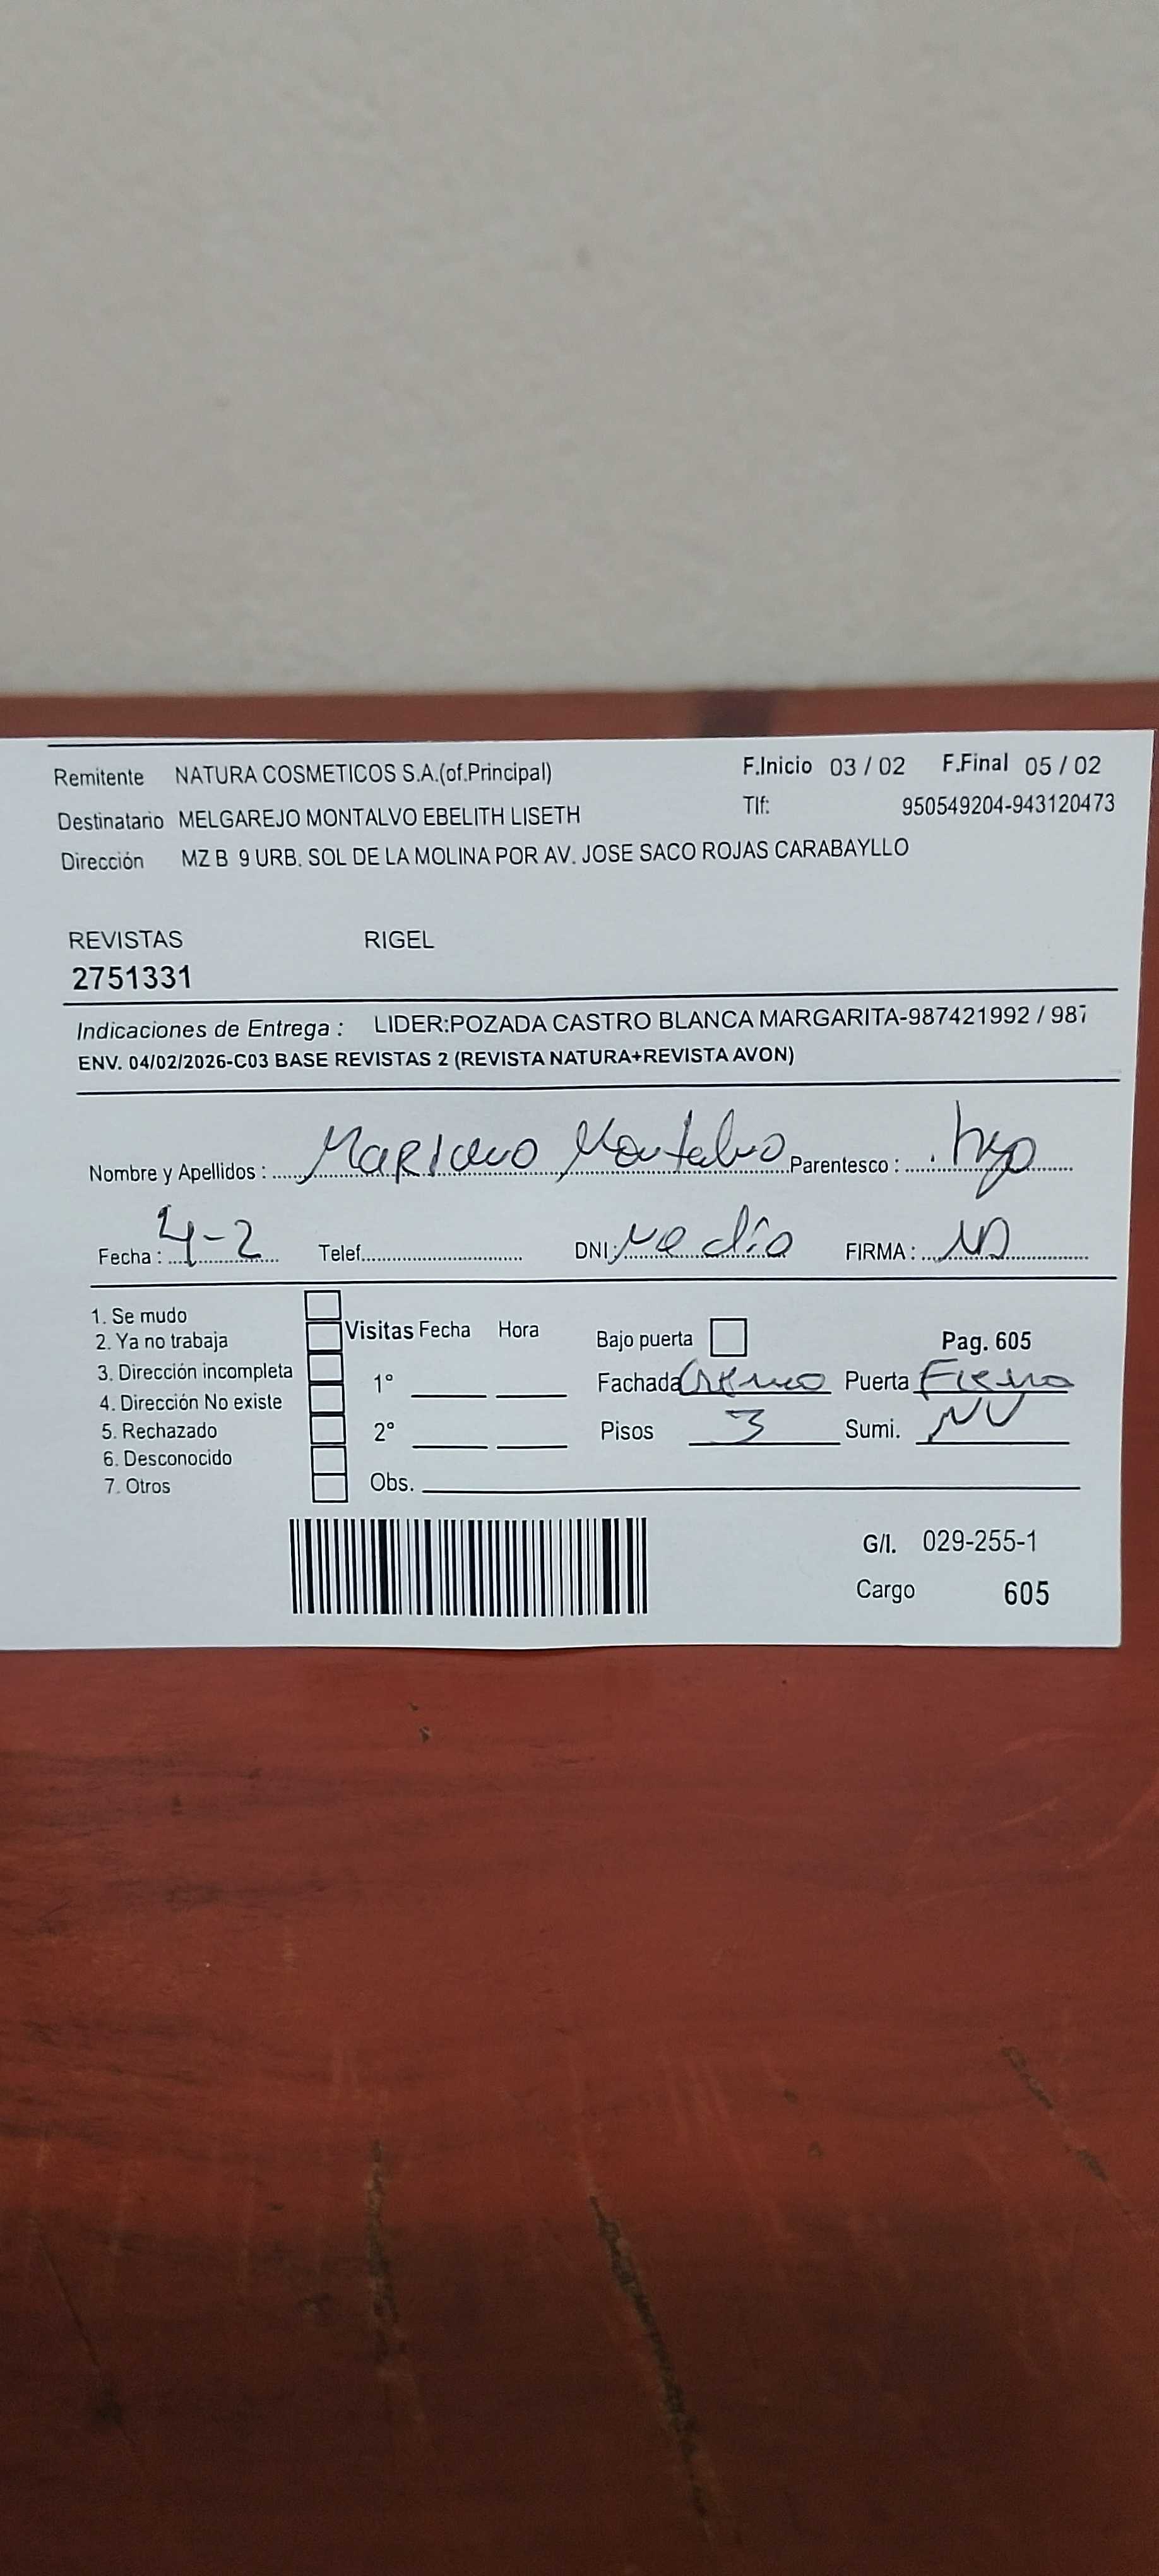 Remitente NATURA COSMETICOS S.A.(of.Principal) F.Inicio 03 / 02 F.Final 05 / 02
Destinatario MELGAREJO MONTALVO EBELITH LISETH Tlf: 950549204-943120473
Dirección MZ B 9 URB. SOL DE LA MOLINA POR AV. JOSE SACO ROJAS CARABAYLLO
REVISTAS RIGEL
2751331
Indicaciones de Entrega : LIDER:POZADA CASTRO BLANCA MARGARITA-987421992 / 987
ENV. 04/02/2026-C03 BASE REVISTAS 2 (REVISTA NATURA+REVISTA AVON)
Nombre y Apellidos : Mariano Montalvo Parentesco : hijo
Fecha : 4-2 Telef. DNI: no dio FIRMA :
1. Se mudo
2. Ya no trabaja Visitas Fecha Hora Bajo puerta Pag. 605
3. Dirección incompleta 1° Fachada Cremo Puerta Fierro
4. Dirección No existe
5. Rechazado 2° Pisos 3 Sumi. NV
6. Desconocido
7. Otros Obs.
G/l. 029-255-1
Cargo 605